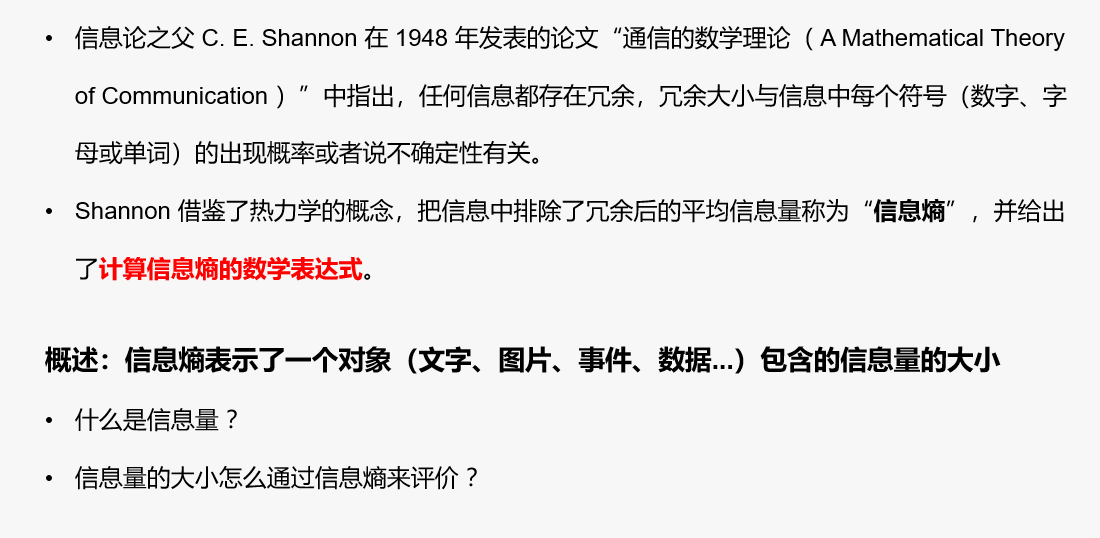 • 信息论之父 C. E. Shannon 在 1948 年发表的论文“通信的数学理论（ A Mathematical Theory
of Communication ）”中指出，任何信息都存在冗余，冗余大小与信息中每个符号（数字、字
母或单词）的出现概率或者说不确定性有关。
• Shannon 借鉴了热力学的概念，把信息中排除了冗余后的平均信息量称为“信息熵”，并给出
了计算信息熵的数学表达式。
概述：信息熵表示了一个对象（文字、图片、事件、数据...）包含的信息量的大小
• 什么是信息量？
• 信息量的大小怎么通过信息熵来评价？